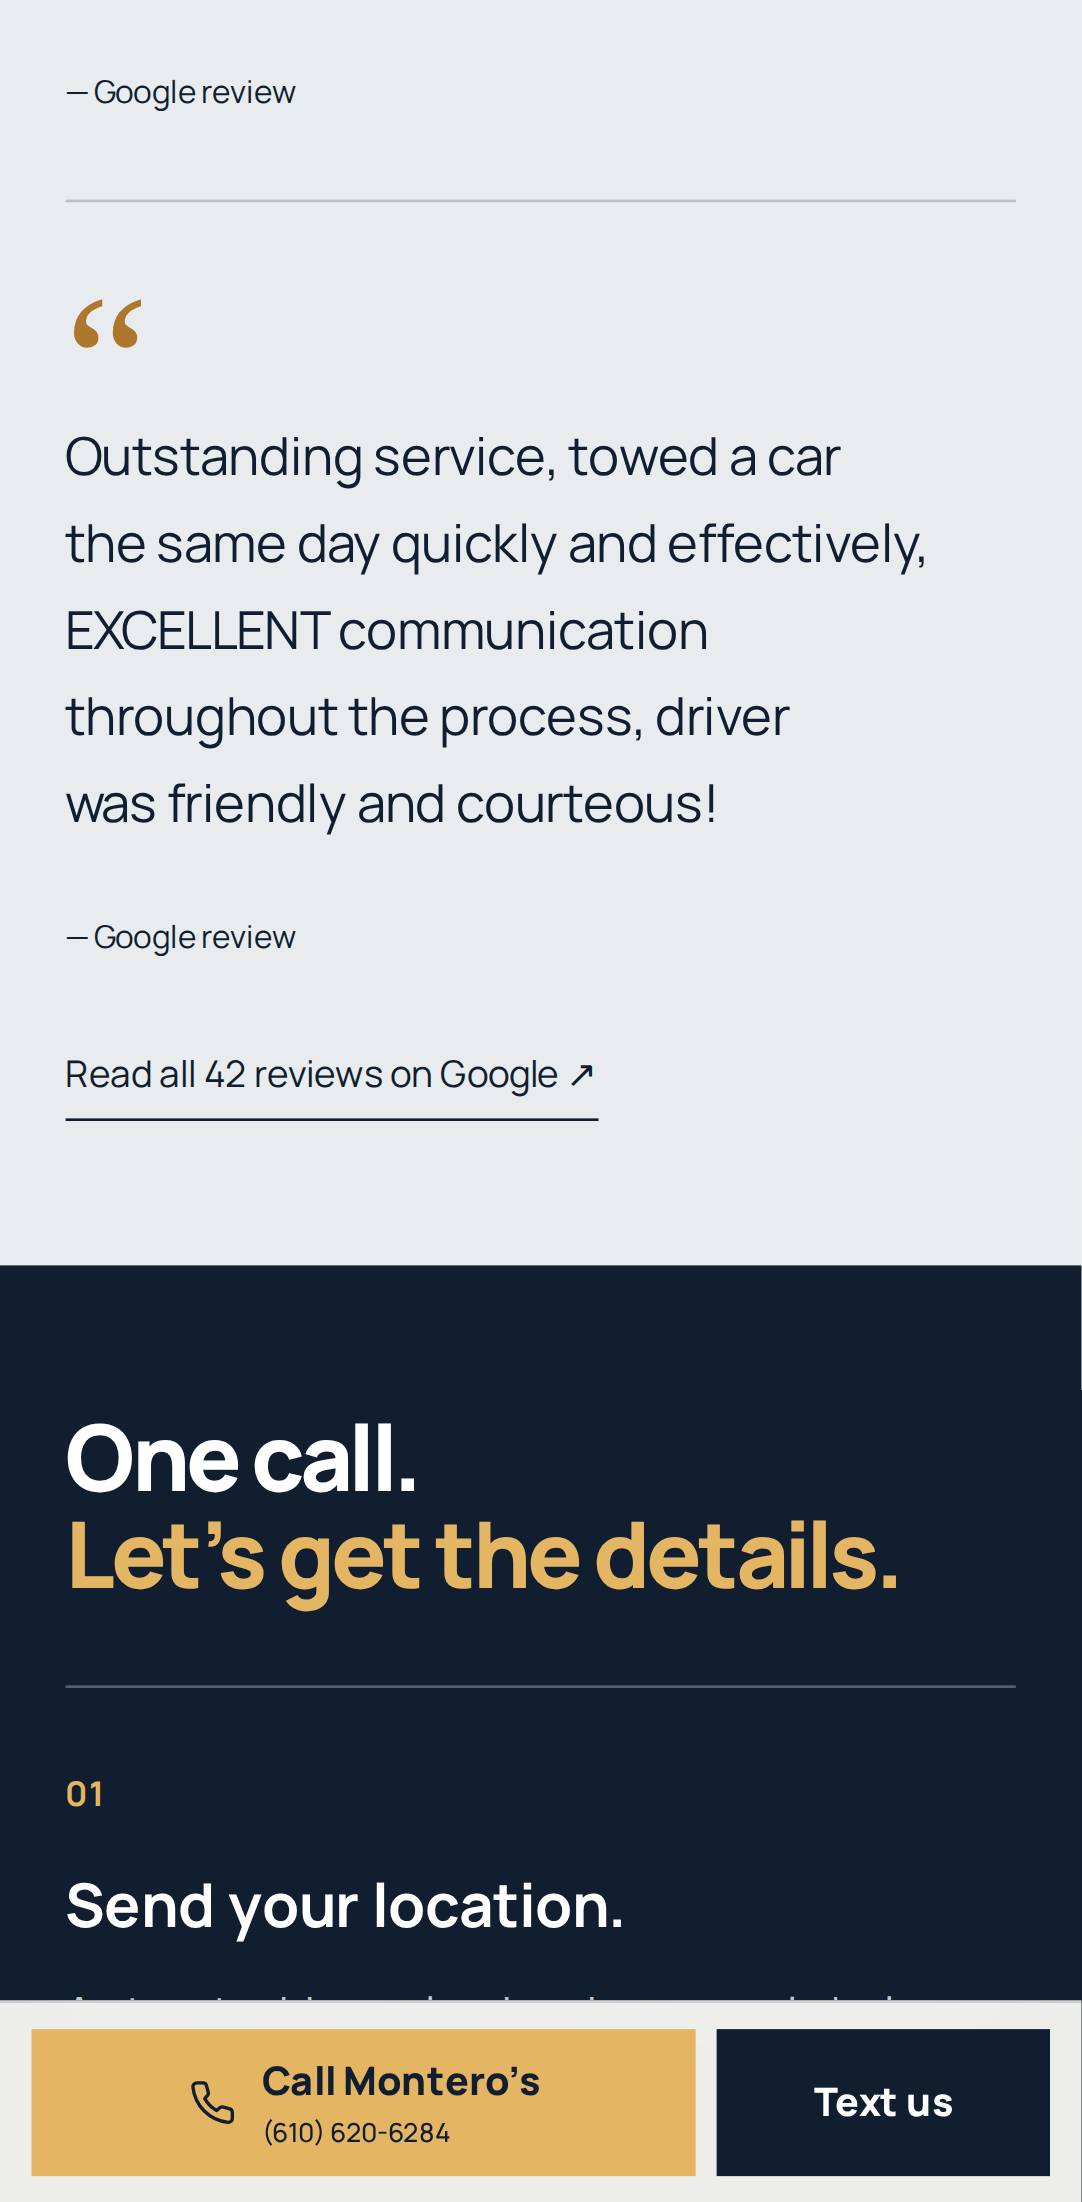 — Google review
“
Outstanding service, towed a car
the same day quickly and effectively,
EXCELLENT communication
throughout the process, driver
was friendly and courteous!
— Google review
Read all 42 reviews on Google ↗
One call.
Let’s get the details.
01
Send your location.
Call Montero’s
(610) 620-6284
Text us